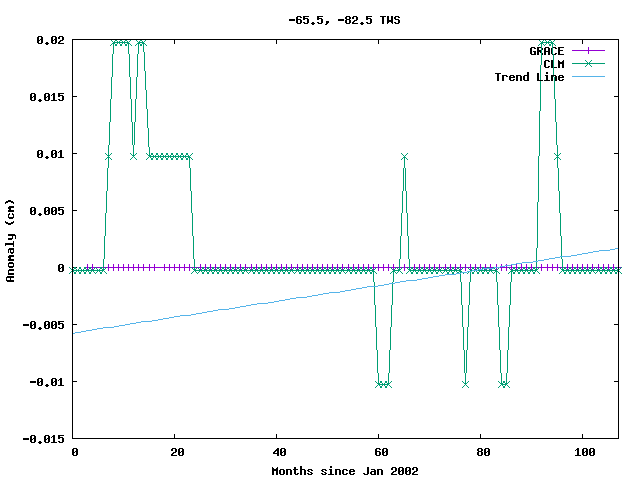 -65.5, -82.5 TWS
GRACE
CLM
Trend Line
0.02
0.015
0.01
0.005
0
-0.005
-0.01
-0.015
Anomaly (cm)
0 20 40 60 80 100
Months since Jan 2002